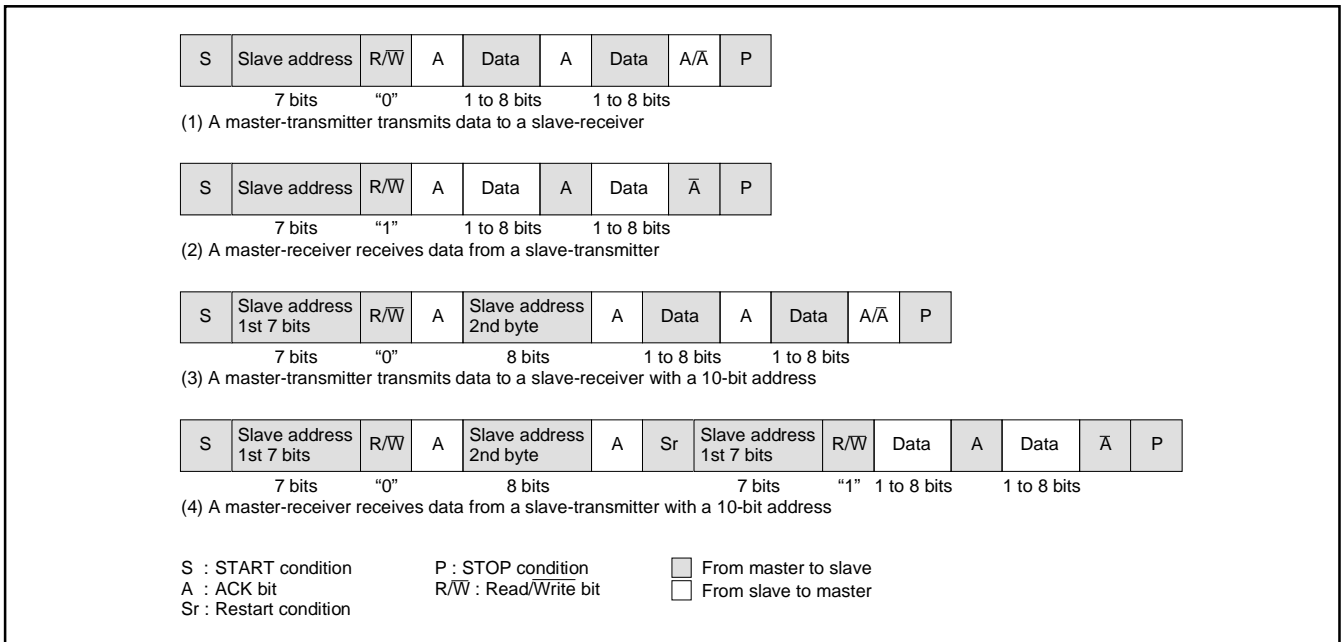 S Slave address R/W̅ A Data A Data A/A̅ P
7 bits “0” 1 to 8 bits 1 to 8 bits
(1) A master-transmitter transmits data to a slave-receiver
S Slave address R/W̅ A Data A Data A̅ P
7 bits “1” 1 to 8 bits 1 to 8 bits
(2) A master-receiver receives data from a slave-transmitter
S Slave address 1st 7 bits R/W̅ A Slave address 2nd byte A Data A Data A/A̅ P
7 bits “0” 8 bits 1 to 8 bits 1 to 8 bits
(3) A master-transmitter transmits data to a slave-receiver with a 10-bit address
S Slave address 1st 7 bits R/W̅ A Slave address 2nd byte A Sr Slave address 1st 7 bits R/W̅ Data A Data A̅ P
7 bits “0” 8 bits 7 bits “1” 1 to 8 bits 1 to 8 bits
(4) A master-receiver receives data from a slave-transmitter with a 10-bit address
S : START condition P : STOP condition From master to slave
A : ACK bit R/W̅ : Read/W̅r̅i̅t̅e̅ bit From slave to master
Sr : Restart condition